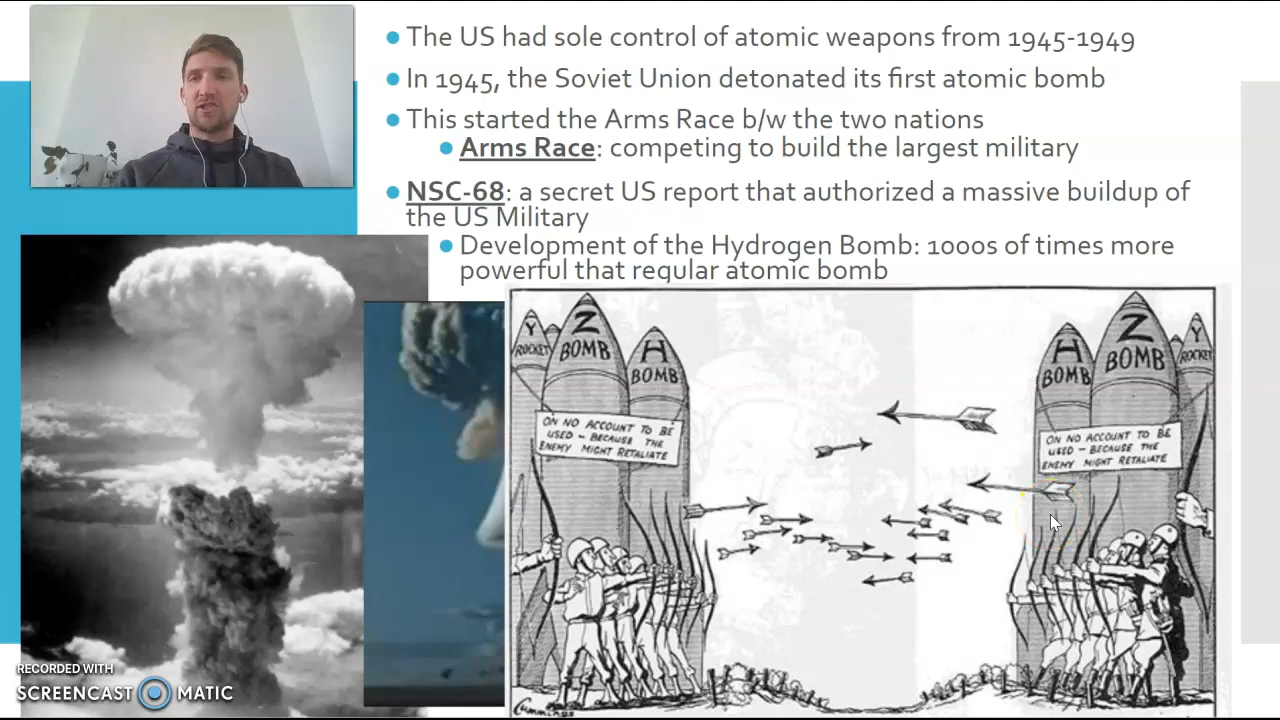 The US had sole control of atomic weapons from 1945-1949
In 1945, the Soviet Union detonated its first atomic bomb
This started the Arms Race b/w the two nations
Arms Race: competing to build the largest military
NSC-68: a secret US report that authorized a massive buildup of
the US Military
Development of the Hydrogen Bomb: 1000s of times more
powerful that regular atomic bomb
Y
ROCKET
Z
BOMB
H
BOMB
ON NO ACCOUNT TO BE
USED – BECAUSE THE
ENEMY MIGHT RETALIATE
H
BOMB
Z
BOMB
Y
ROCKET
ON NO ACCOUNT TO BE
USED – BECAUSE THE
ENEMY MIGHT RETALIATE
Cummings
RECORDED WITH
SCREENCAST MATIC